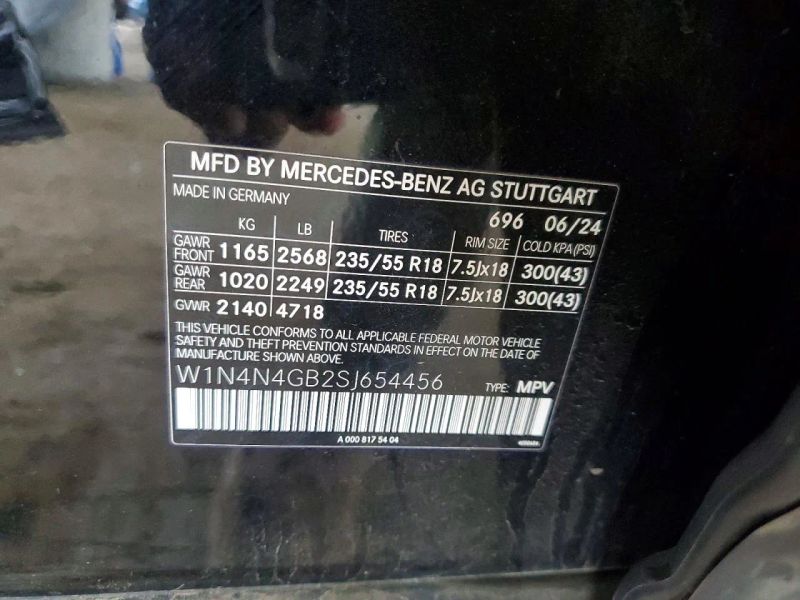 MFD BY MERCEDES-BENZ AG STUTTGART
MADE IN GERMANY 696 06/24
KG LB TIRES RIM SIZE COLD KPA(PSI)
GAWR FRONT 1165 2568 235/55 R18 7.5Jx18 300(43)
GAWR REAR 1020 2249 235/55 R18 7.5Jx18 300(43)
GVWR 2140 4718
THIS VEHICLE CONFORMS TO ALL APPLICABLE FEDERAL MOTOR VEHICLE
SAFETY AND THEFT PREVENTION STANDARDS IN EFFECT ON THE DATE OF
MANUFACTURE SHOWN ABOVE.
W1N4N4GB2SJ654456 TYPE: MPV
A 000 817 54 04